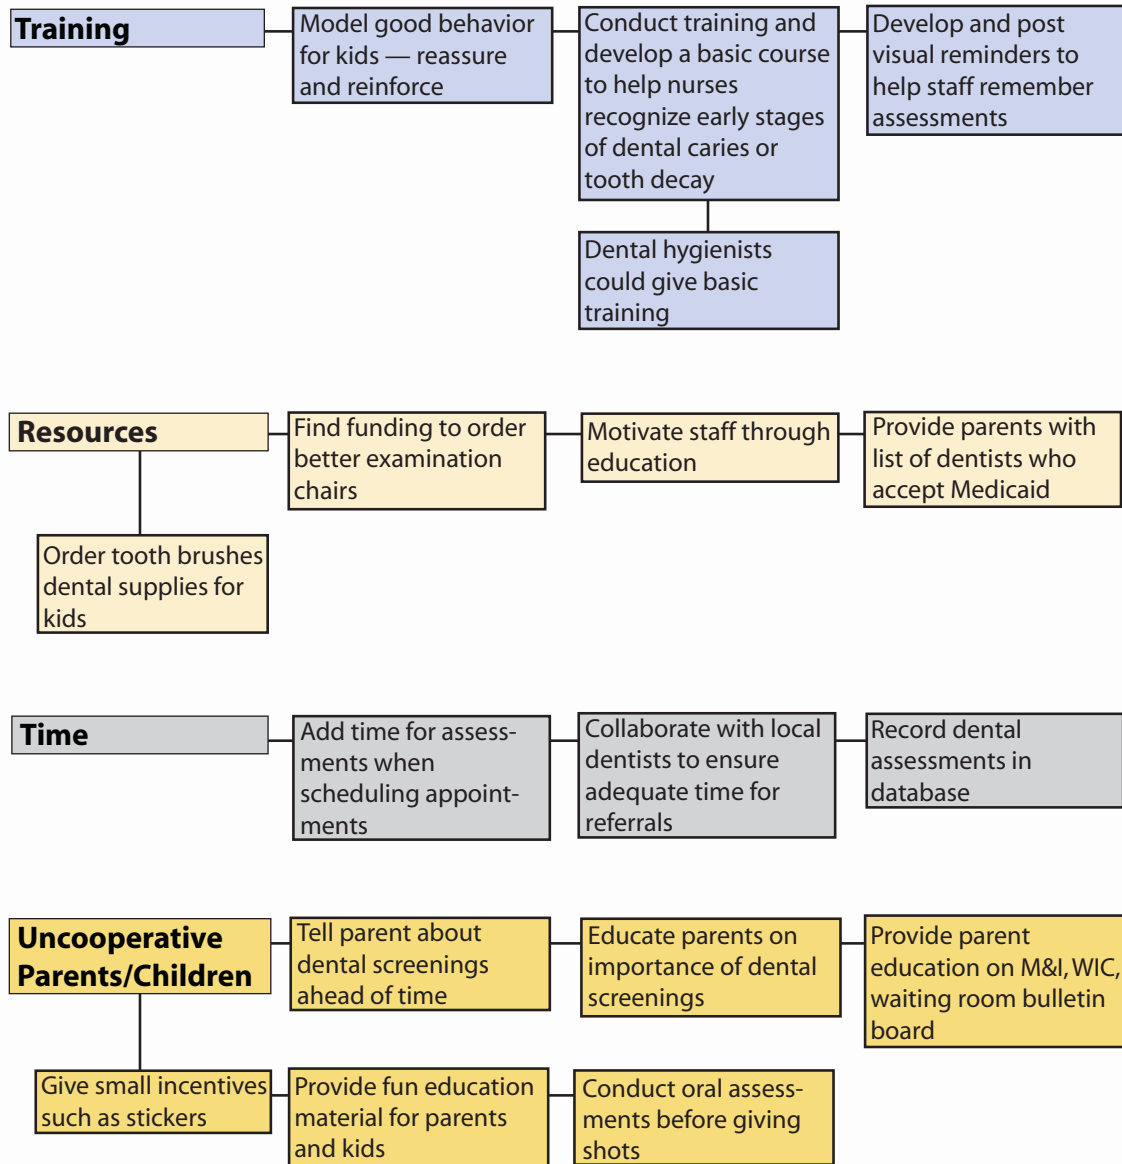 Training
Model good behavior
for kids — reassure
and reinforce
Conduct training and
develop a basic course
to help nurses
recognize early stages
of dental caries or
tooth decay
Develop and post
visual reminders to
help staff remember
assessments
Dental hygienists
could give basic
training
Resources
Find funding to order
better examination
chairs
Motivate staff through
education
Provide parents with
list of dentists who
accept Medicaid
Order tooth brushes
dental supplies for
kids
Time
Add time for assess-
ments when
scheduling appoint-
ments
Collaborate with local
dentists to ensure
adequate time for
referrals
Record dental
assessments in
database
Uncooperative
Parents/Children
Tell parent about
dental screenings
ahead of time
Educate parents on
importance of dental
screenings
Provide parent
education on M&I, WIC,
waiting room bulletin
board
Give small incentives
such as stickers
Provide fun education
material for parents
and kids
Conduct oral assess-
ments before giving
shots